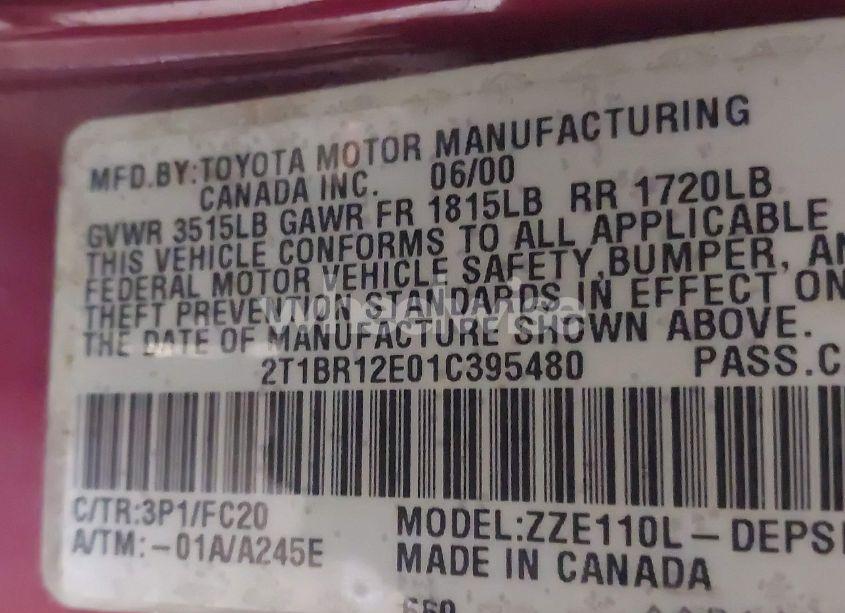 MFD.BY:TOYOTA MOTOR MANUFACTURING
CANADA INC. 06/00
GVWR 3515LB GAWR FR 1815LB RR 1720LB
THIS VEHICLE CONFORMS TO ALL APPLICABLE
FEDERAL MOTOR VEHICLE SAFETY,BUMPER, AN
THEFT PREVENTION STANDARDS IN EFFECT ON
THE DATE OF MANUFACTURE SHOWN ABOVE.
2T1BR12E01C395480 PASS.C
C/TR:3P1/FC20
A/TM:-01A/A245E
MODEL:ZZE110L-DEPS
MADE IN CANADA